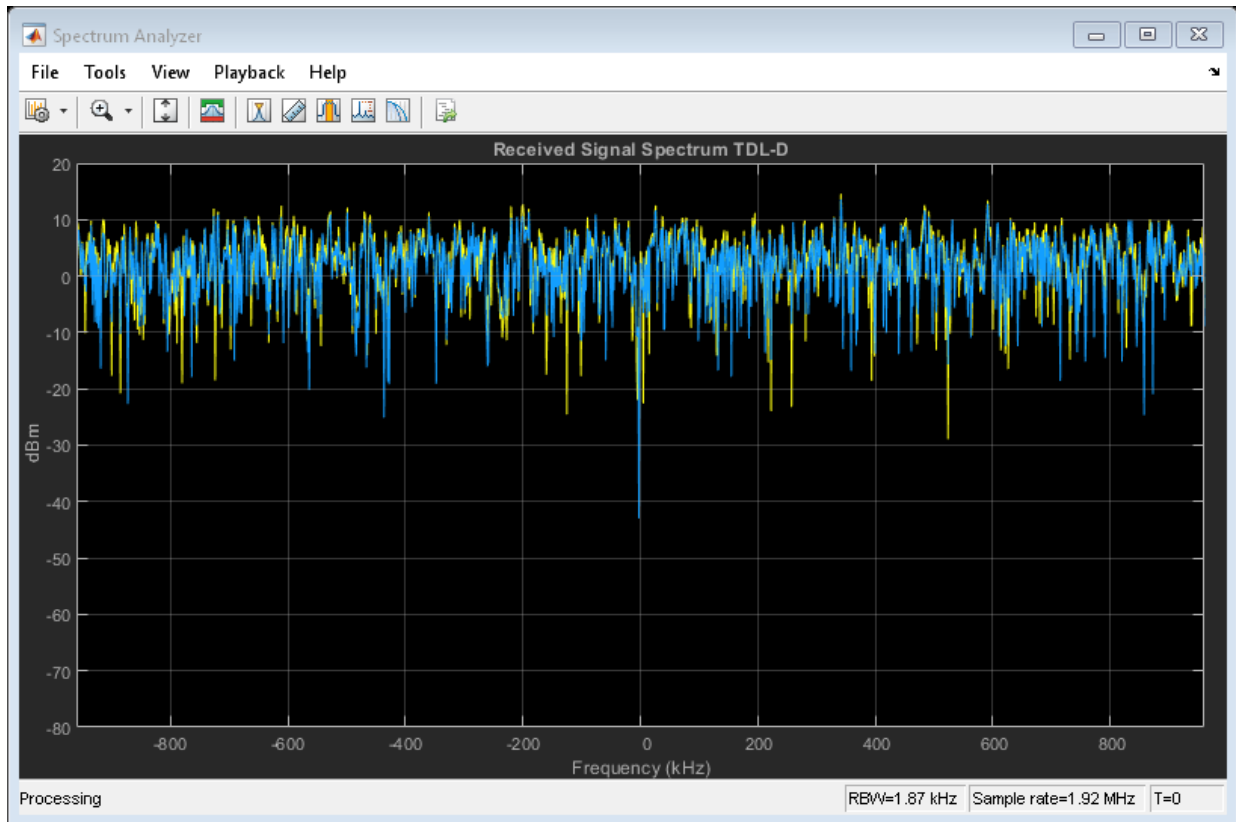 Spectrum Analyzer
File Tools View Playback Help
Received Signal Spectrum TDL-D
20
10
0
-10
-20
-30
-40
-50
-60
-70
-80
dBm
-800 -600 -400 -200 0 200 400 600 800
Frequency (kHz)
Processing RBW=1.87 kHz Sample rate=1.92 MHz T=0